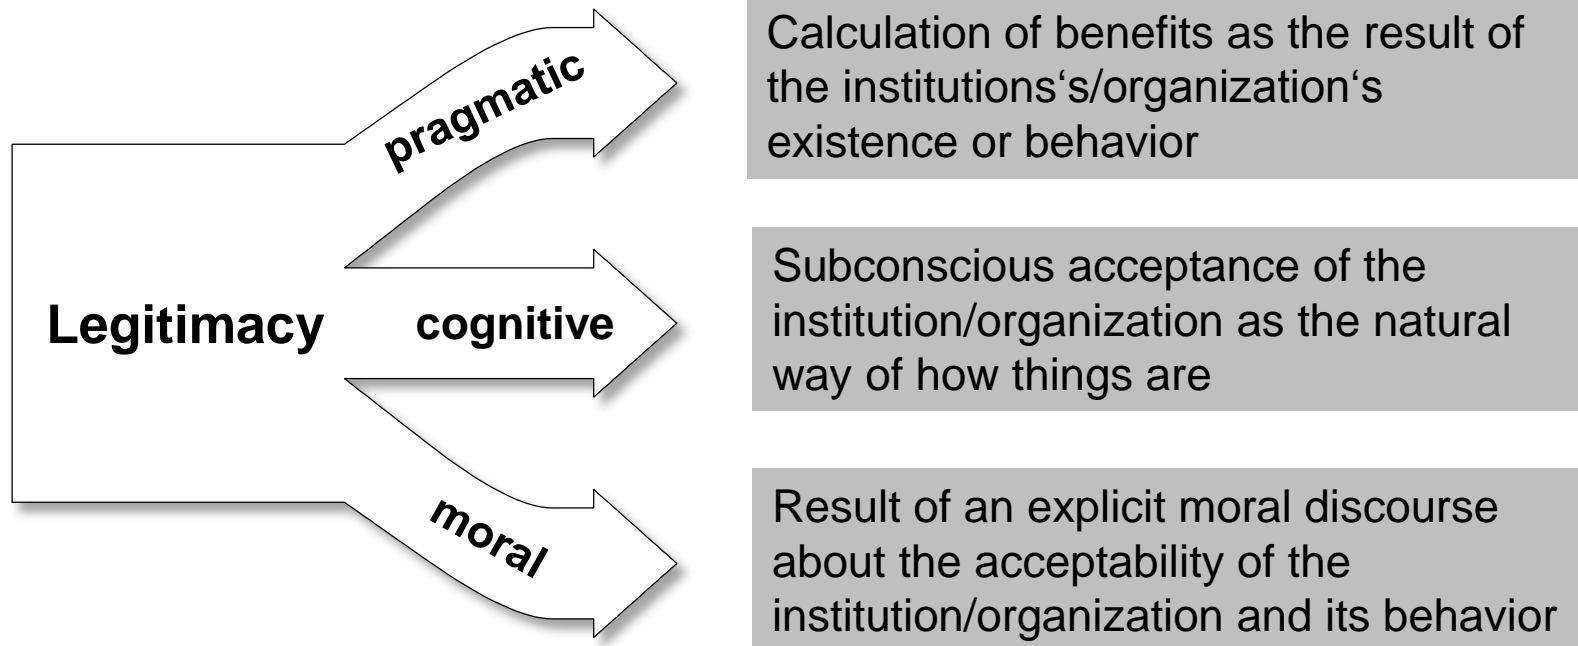 Legitimacy
pragmatic
Calculation of benefits as the result of
the institutions‘s/organization‘s
existence or behavior
cognitive
Subconscious acceptance of the
institution/organization as the natural
way of how things are
moral
Result of an explicit moral discourse
about the acceptability of the
institution/organization and its behavior